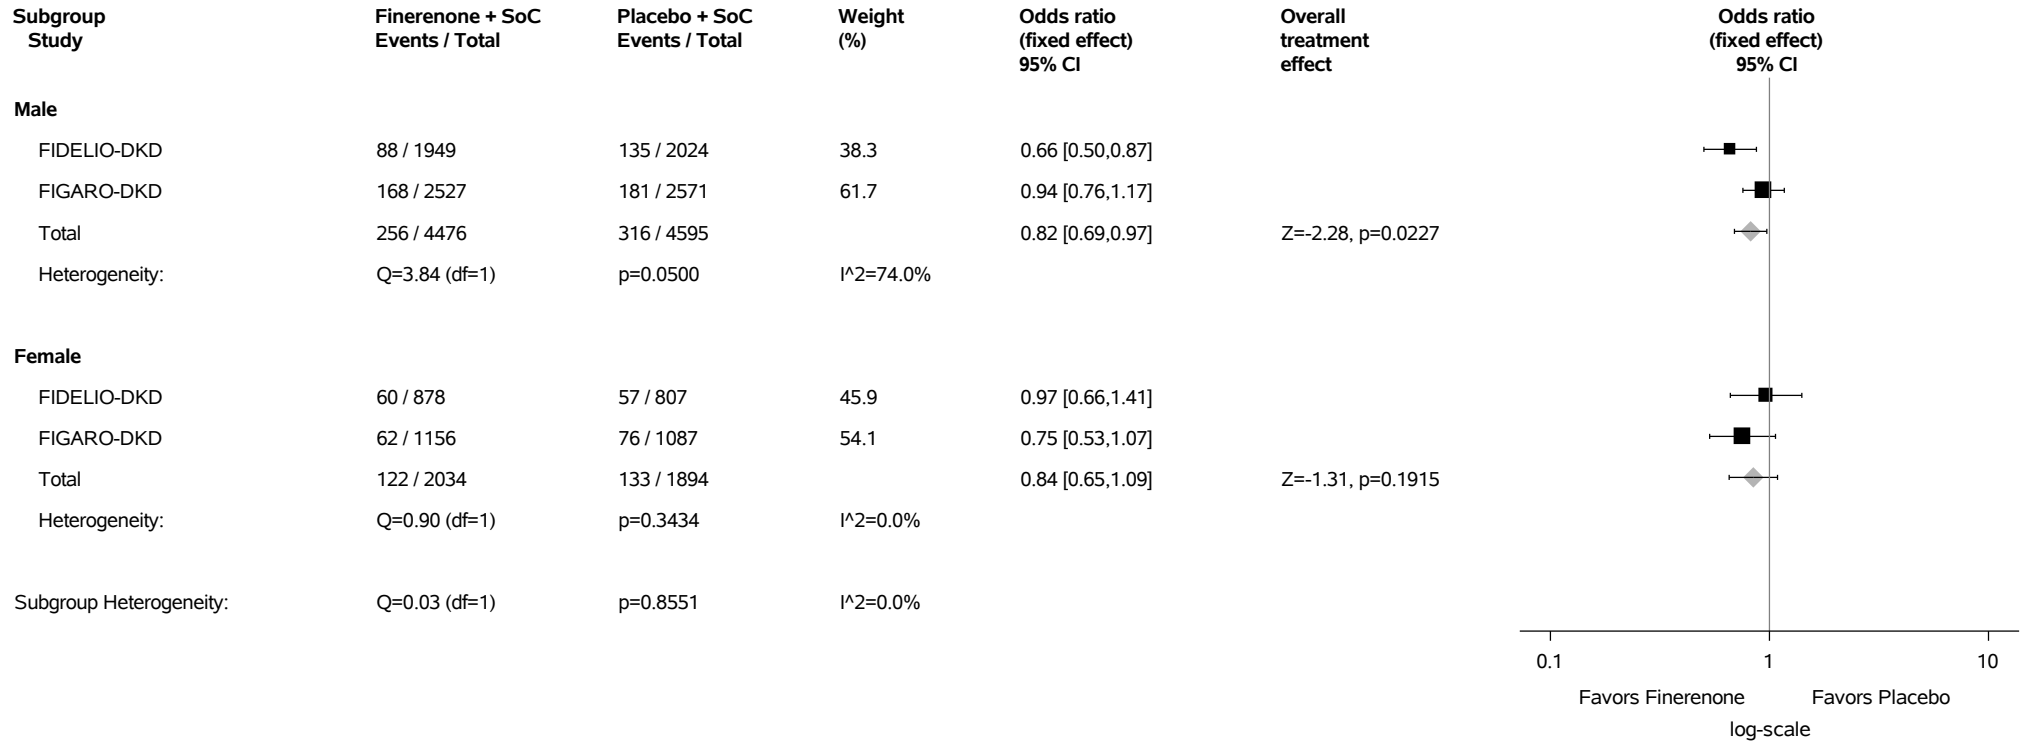 Subgroup Finerenone + SoC Placebo + SoC Weight Odds ratio Overall Odds ratio
Study Events / Total Events / Total (%) (fixed effect) treatment (fixed effect)
95% CI effect 95% CI
Male
FIDELIO-DKD 88 / 1949 135 / 2024 38.3 0.66 [0.50,0.87]
FIGARO-DKD 168 / 2527 181 / 2571 61.7 0.94 [0.76,1.17]
Total 256 / 4476 316 / 4595 0.82 [0.69,0.97] Z=-2.28, p=0.0227
Heterogeneity: Q=3.84 (df=1) p=0.0500 I^2=74.0%
Female
FIDELIO-DKD 60 / 878 57 / 807 45.9 0.97 [0.66,1.41]
FIGARO-DKD 62 / 1156 76 / 1087 54.1 0.75 [0.53,1.07]
Total 122 / 2034 133 / 1894 0.84 [0.65,1.09] Z=-1.31, p=0.1915
Heterogeneity: Q=0.90 (df=1) p=0.3434 I^2=0.0%
Subgroup Heterogeneity: Q=0.03 (df=1) p=0.8551 I^2=0.0%
0.1 1 10
Favors Finerenone Favors Placebo
log-scale